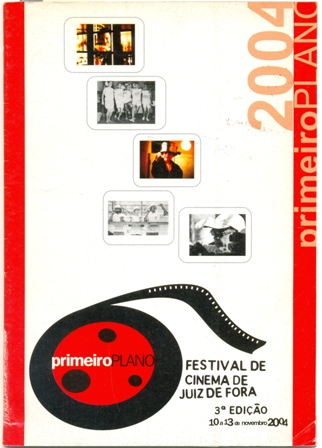 2004
primeiroPLANO
primeiroPLANO
FESTIVAL DE
CINEMA DE
JUIZ DE FORA
3ª EDIÇÃO
10 a 13 de novembro 2004